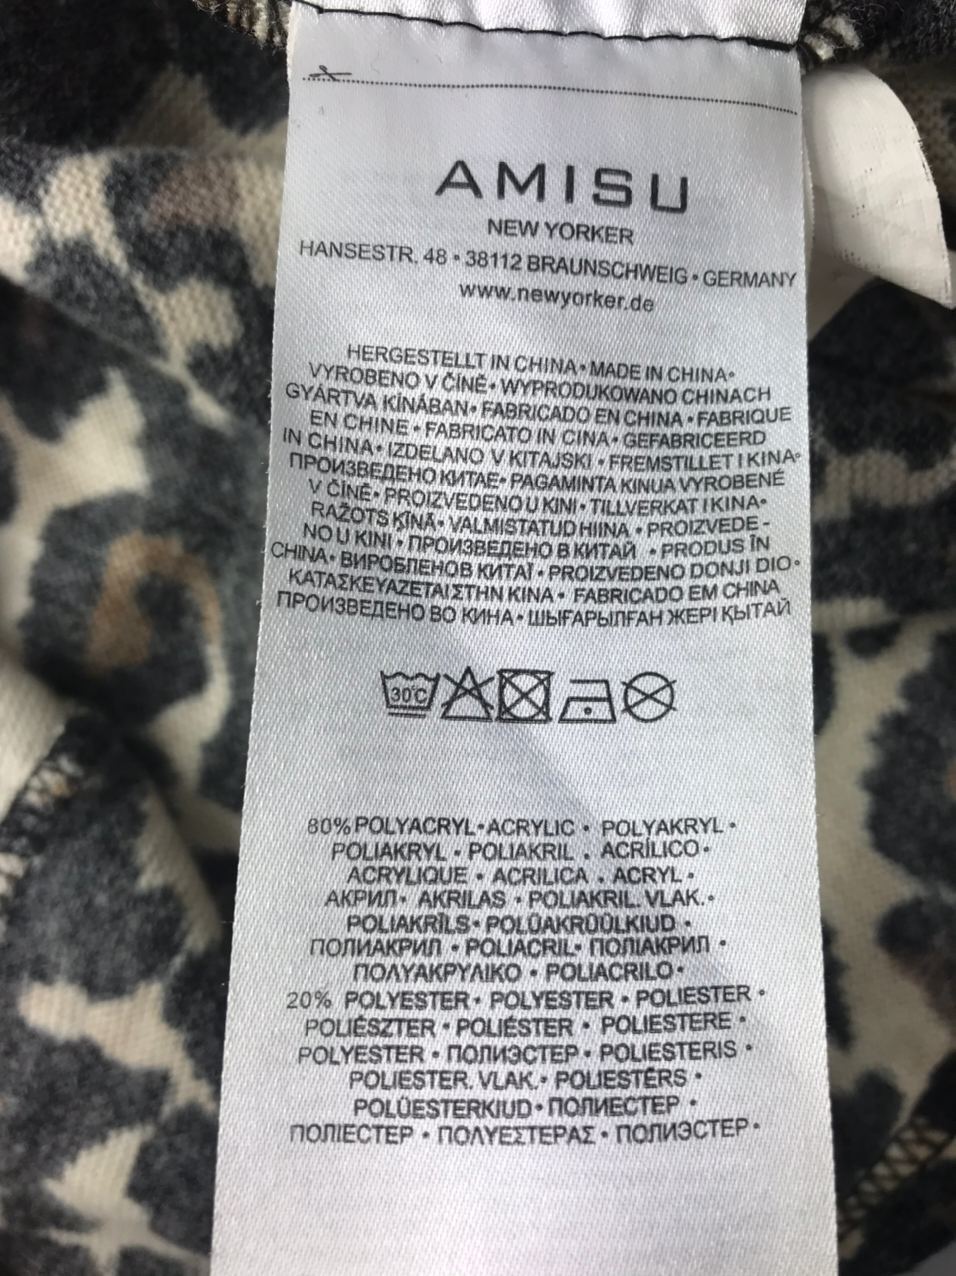 AMISU
NEW YORKER
HANSESTR. 48 • 38112 BRAUNSCHWEIG • GERMANY
www.newyorker.de
HERGESTELLT IN CHINA • MADE IN CHINA •
VYROBENO V ČÍNĚ • WYPRODUKOWANO CHINACH
GYÁRTVA KÍNÁBAN • FABRICADO EN CHINA • FABRIQUE
EN CHINE • FABRICATO IN CINA • GEFABRICEERD
IN CHINA • IZDELANO V KITAJSKI • FREMSTILLET I KINA •
ПРОИЗВЕДЕНО КИТАЕ • PAGAMINTA KINIJA VYROBENÉ
V ČÍNĚ • PROIZVEDENO U KINI • TILLVERKAT I KINA •
RAŽOTS ĶĪNĀ • VALMISTATUD HIINA • PROIZVEDE -
NO U KINI • ПРОИЗВЕДЕНО В КИТАЙ • PRODUS ÎN
CHINA • ВИРОБЛЕНОВ КИТАЇ • PROIZVEDENO DONJI DIO •
ΚΑΤΑΣΚΕΥΑΖΕΤΑΙ ΣΤΗΝ ΚΙΝΑ • FABRICADO EM CHINA
ПРОИЗВЕДЕНО ВО КИНА • ШЫҒАРЫЛҒАН ЖЕРІ ҚЫТАЙ
30°C
80% POLYACRYL • ACRYLIC • POLYAKRYL •
POLIAKRYL • POLIAKRIL . ACRÍLICO •
ACRYLIQUE • ACRILICA . ACRYL •
АКРИЛ • AKRILAS • POLIAKRIL. VLAK. •
POLIAKRĪLS • POLÜAKRÜÜLKIUD •
ПОЛИАКРИЛ • POLIACRIL • ПОЛІАКРИЛ •
ΠΟΛΥΑΚΡΥΛΙΚΟ • POLIACRILO •
20% POLYESTER • POLYESTER • POLIESTER •
POLIÉSZTER • POLIÉSTER • POLIESTERE •
POLYESTER • ПОЛИЭСТЕР • POLIESTERIS •
POLIESTER. VLAK. • POLIESTĒRS •
POLÜESTERKIUD • ПОЛИЕСТЕР •
ПОЛІЕСТЕР • ΠΟΛΥΕΣΤΕΡΑΣ • ПОЛИЭСТЕР •